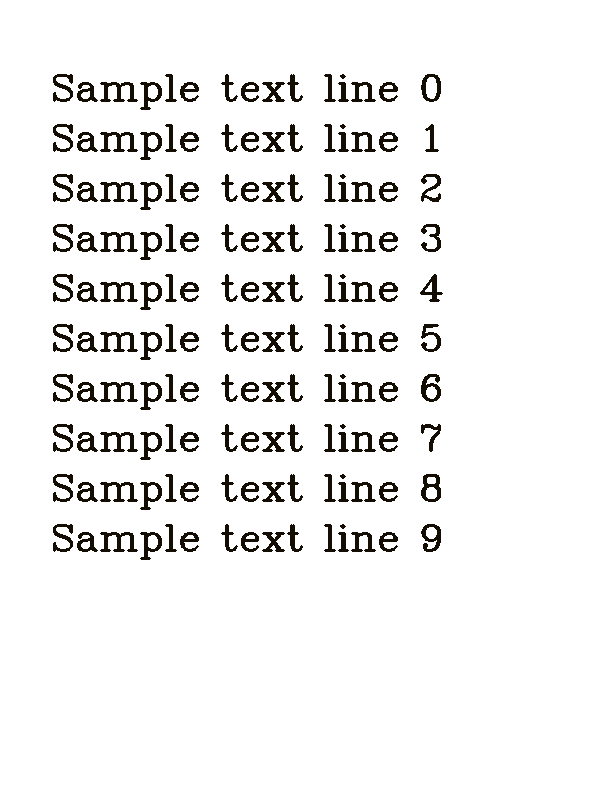 Sample text line 0
Sample text line 1
Sample text line 2
Sample text line 3
Sample text line 4
Sample text line 5
Sample text line 6
Sample text line 7
Sample text line 8
Sample text line 9